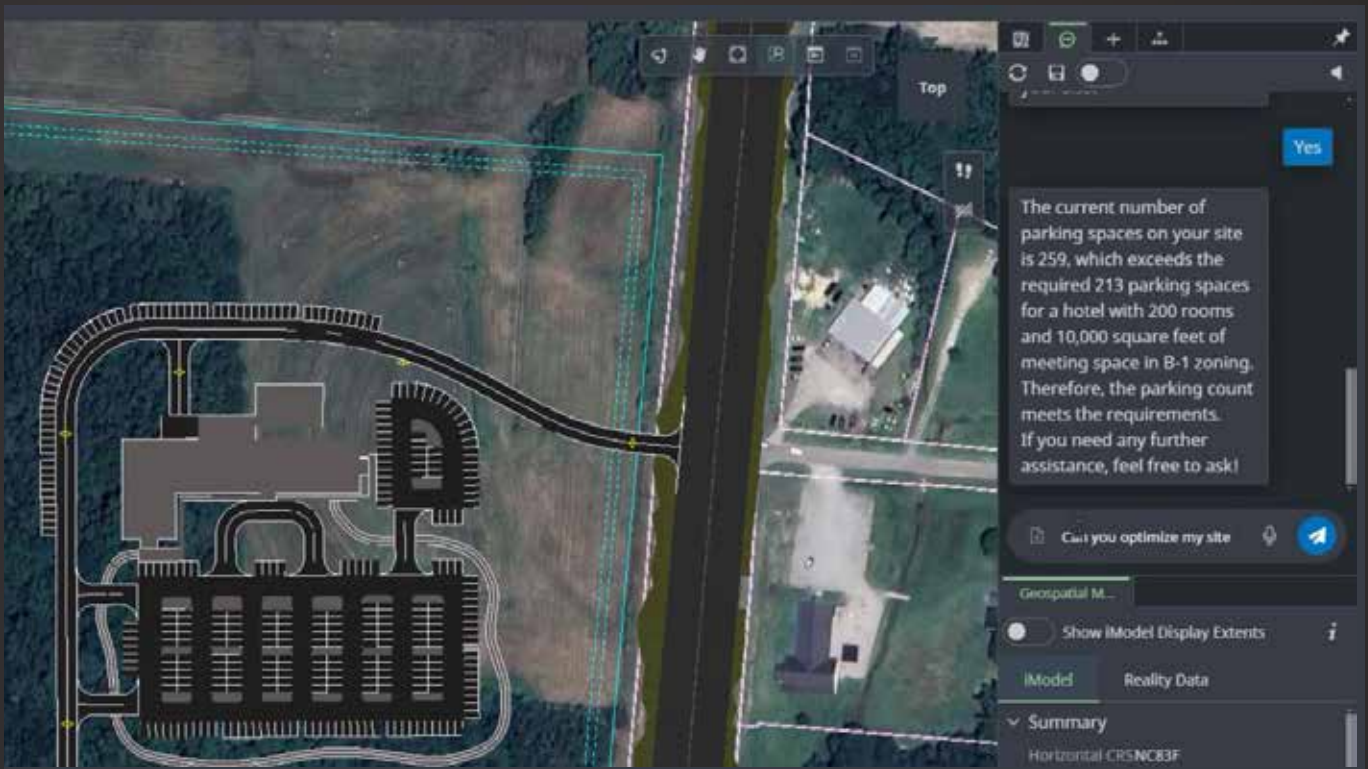 Top
Yes
The current number of
parking spaces on your site
is 259, which exceeds the
required 213 parking spaces
for a hotel with 200 rooms
and 10,000 square feet of
meeting space in B-1 zoning.
Therefore, the parking count
meets the requirements.
If you need any further
assistance, feel free to ask!
Can you optimize my site
Geospatial M...
Show iModel Display Extents
iModel
Reality Data
Summary
Horizontal CRS NC83F